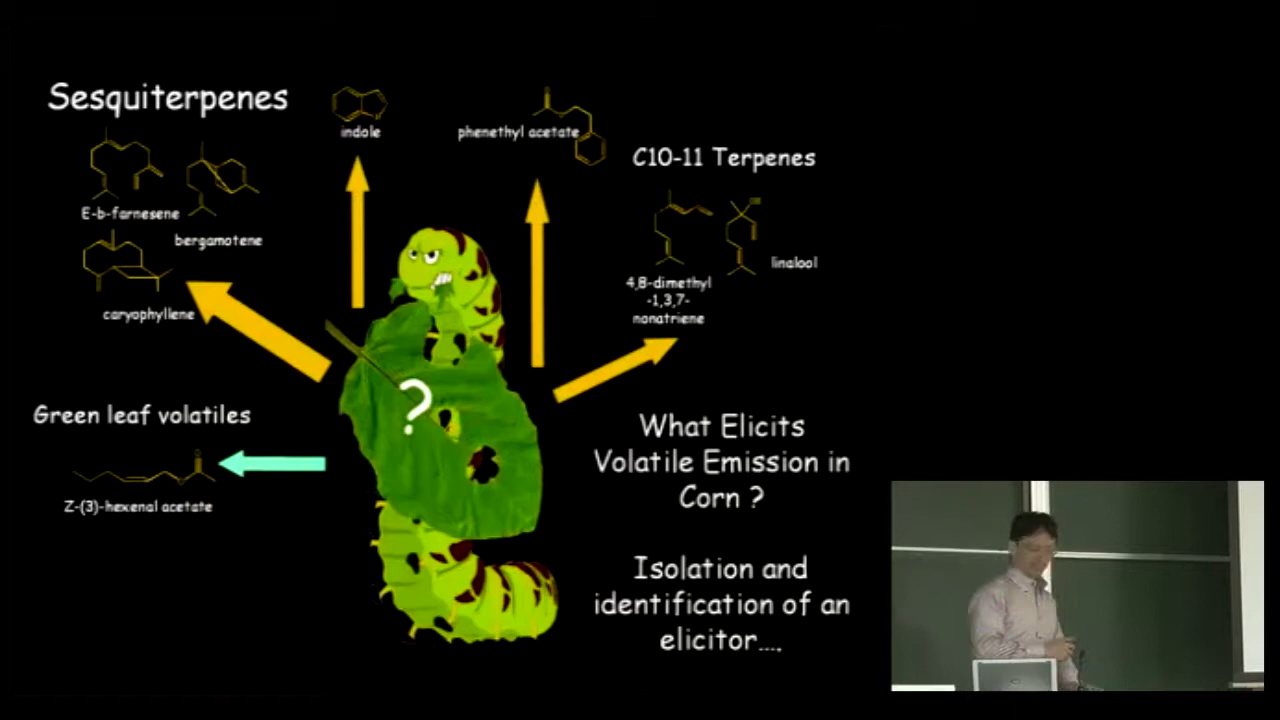 Sesquiterpenes
indole
phenethyl acetate
C10-11 Terpenes
E-b-farnesene
bergamotene
caryophyllene
linalool
4,8-dimethyl
-1,3,7-
nonatriene
?
Green leaf volatiles
Z-(3)-hexenal acetate
What Elicits
Volatile Emission in
Corn ?
Isolation and
identification of an
elicitor….